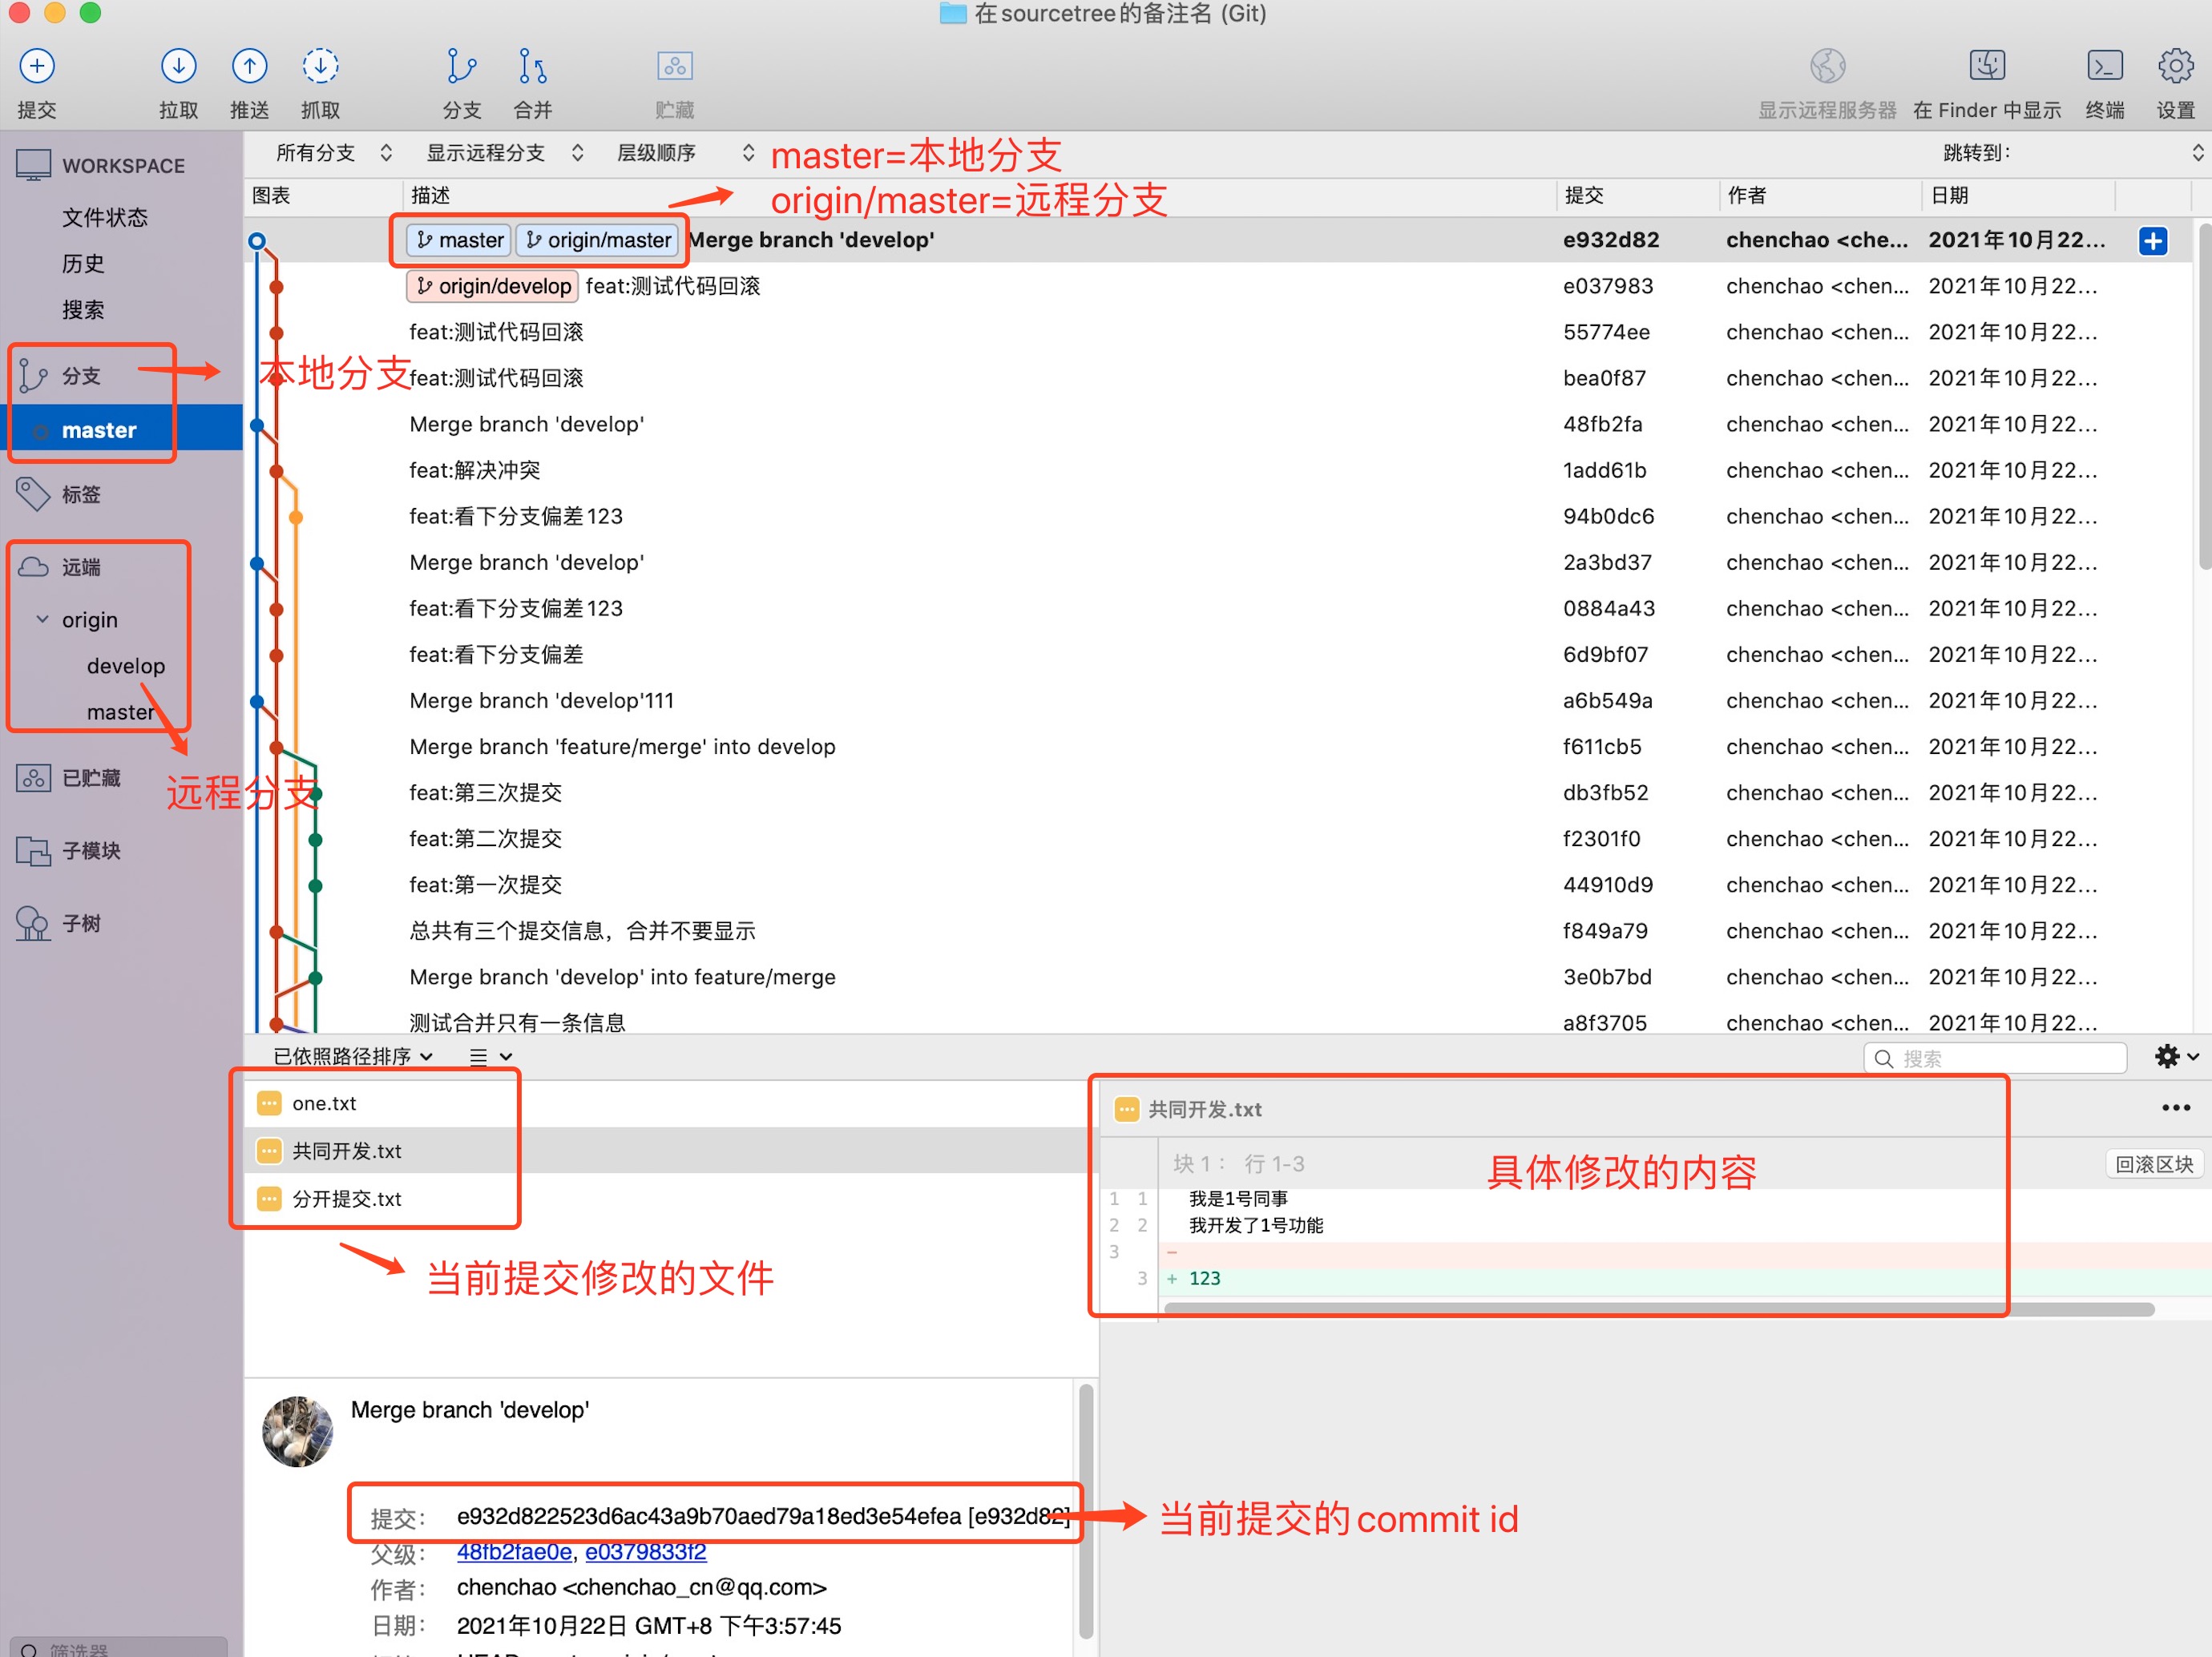 在sourcetree的备注名 (Git)
提交 拉取 推送 抓取 分支 合并 贮藏 显示远程服务器 在 Finder 中显示 终端 设置
WORKSPACE
文件状态
历史
搜索
分支
master
标签
远端
origin
develop
master
已贮藏
子模块
子树
筛选器
本地分支
远程分支
所有分支 显示远程分支 层级顺序 跳转到：
master=本地分支
origin/master=远程分支
图表 描述 提交 作者 日期
master origin/master Merge branch 'develop' e932d82 chenchao <che... 2021年10月22...
origin/develop feat:测试代码回滚 e037983 chenchao <chen... 2021年10月22...
feat:测试代码回滚 55774ee chenchao <chen... 2021年10月22...
feat:测试代码回滚 bea0f87 chenchao <chen... 2021年10月22...
Merge branch 'develop' 48fb2fa chenchao <chen... 2021年10月22...
feat:解决冲突 1add61b chenchao <chen... 2021年10月22...
feat:看下分支偏差123 94b0dc6 chenchao <chen... 2021年10月22...
Merge branch 'develop' 2a3bd37 chenchao <chen... 2021年10月22...
feat:看下分支偏差123 0884a43 chenchao <chen... 2021年10月22...
feat:看下分支偏差 6d9bf07 chenchao <chen... 2021年10月22...
Merge branch 'develop'111 a6b549a chenchao <chen... 2021年10月22...
Merge branch 'feature/merge' into develop f611cb5 chenchao <chen... 2021年10月22...
feat:第三次提交 db3fb52 chenchao <chen... 2021年10月22...
feat:第二次提交 f2301f0 chenchao <chen... 2021年10月22...
feat:第一次提交 44910d9 chenchao <chen... 2021年10月22...
总共有三个提交信息，合并不要显示 f849a79 chenchao <chen... 2021年10月22...
Merge branch 'develop' into feature/merge 3e0b7bd chenchao <chen... 2021年10月22...
测试合并只有一条信息 a8f3705 chenchao <chen... 2021年10月22...
已依照路径排序 搜索
one.txt
共同开发.txt
分开提交.txt
当前提交修改的文件
共同开发.txt
块 1： 行 1-3 回滚区块
具体修改的内容
1 1 我是1号同事
2 2 我开发了1号功能
3 -
3 + 123
Merge branch 'develop'
提交： e932d822523d6ac43a9b70aed79a18ed3e54efea [e932d82]
当前提交的commit id
父级： 48fb2fae0e, e0379833f2
作者： chenchao <chenchao_cn@qq.com>
日期： 2021年10月22日 GMT+8 下午3:57:45